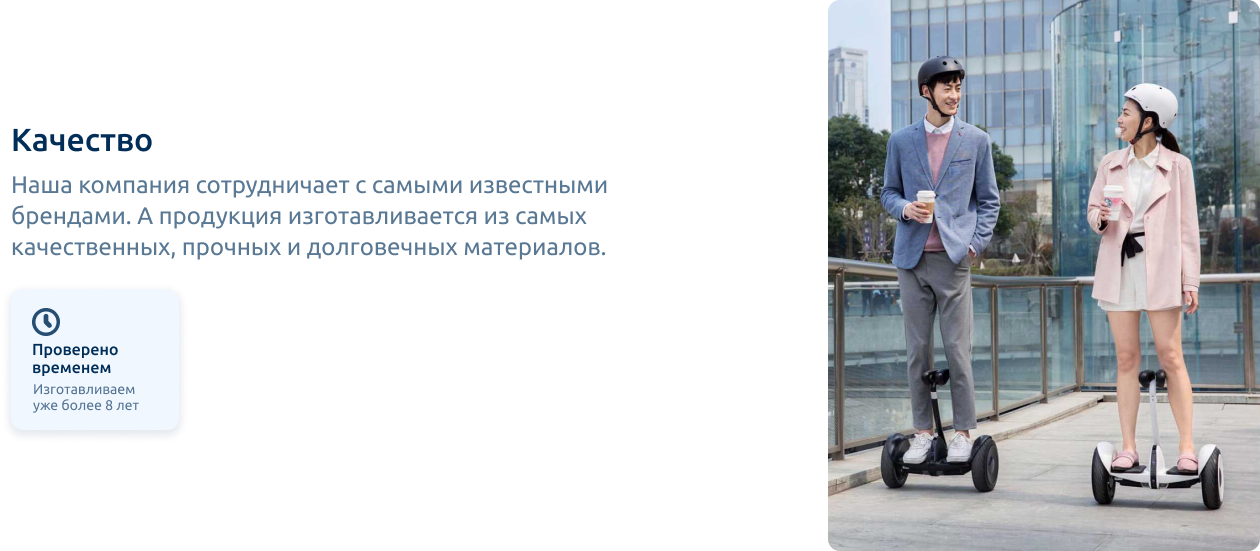 Качество
Наша компания сотрудничает с самыми известными
брендами. А продукция изготавливается из самых
качественных, прочных и долговечных материалов.
Проверено
временем
Изготавливаем
уже более 8 лет